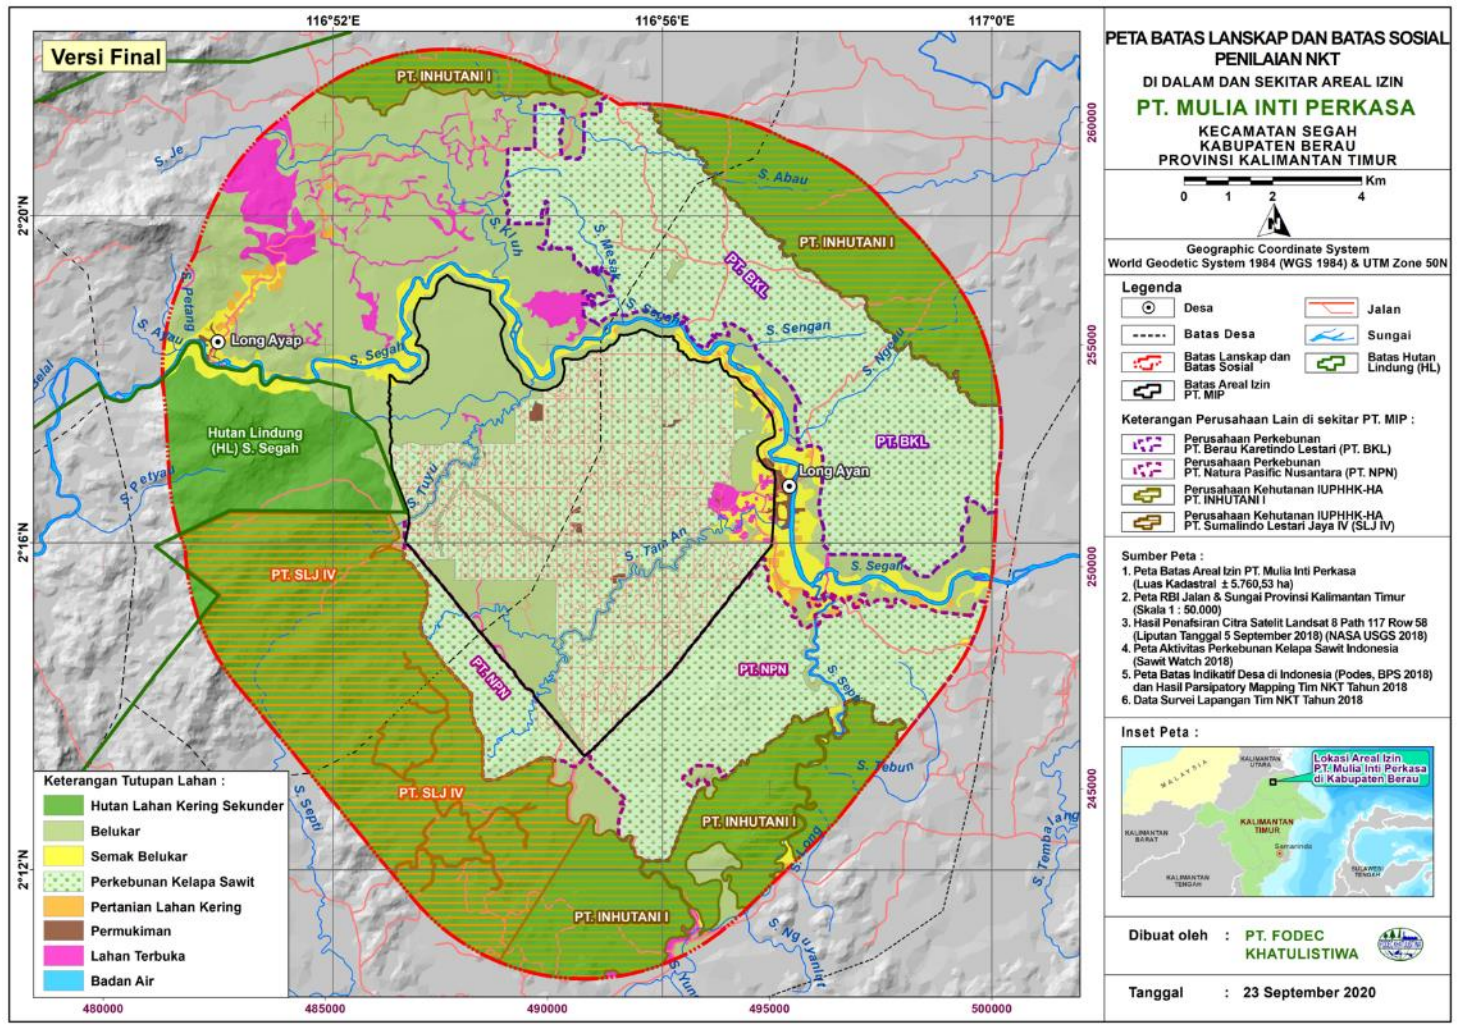 116°52'E
116°56'E
117°0'E
Versi Final
PT. INHUTANI I
S. Je
S. Abau
2°20'N
260000
PT. INHUTANI I
S. Kluh
S. Mesak
PT. BKL
S. Petang
S. Segah
S. Sengan
S. Ngeau
255000
Long Ayap
S. Segah
PT. BKL
Hutan Lindung
(HL) S. Segah
S. Petyau
S. Tuyu
Long Ayan
2°16'N
S. Segah
250000
PT. SLJ IV
PT. NPN
PT. NPN
PT. SLJ IV
S. Tebun
245000
PT. INHUTANI I
S. Septi
S. Long
S. Tembalang
2°12'N
PT. INHUTANI I
S. Nguyanlirt
Keterangan Tutupan Lahan :
Hutan Lahan Kering Sekunder
Belukar
Semak Belukar
Perkebunan Kelapa Sawit
Pertanian Lahan Kering
Permukiman
Lahan Terbuka
Badan Air
480000
485000
490000
495000
500000
PETA BATAS LANSKAP DAN BATAS SOSIAL
PENILAIAN NKT
DI DALAM DAN SEKITAR AREAL IZIN
PT. MULIA INTI PERKASA
KECAMATAN SEGAH
KABUPATEN BERAU
PROVINSI KALIMANTAN TIMUR
Km
0 2 4
N
Geographic Coordinate System
World Geodetic System 1984 (WGS 1984) & UTM Zone 50N
Legenda
Desa
Jalan
Batas Desa
Sungai
Batas Lanskap dan
Batas Sosial
Batas Hutan
Lindung (HL)
Batas Areal Izin
PT. MIP
Keterangan Perusahaan Lain di sekitar PT. MIP :
Perusahaan Perkebunan
PT. Berau Karetindo Lestari (PT. BKL)
Perusahaan Perkebunan
PT. Natura Pasific Nusantara (PT. NPN)
Perusahaan Kehutanan IUPHHK-HA
PT. INHUTANI I
Perusahaan Kehutanan IUPHHK-HA
PT. Sumalindo Lestari Jaya IV (SLJ IV)
Sumber Peta :
1. Peta Batas Areal Izin PT. Mulia Inti Perkasa
(Luas Kadastral ± 5.760,53 ha)
2. Peta RBI Jalan & Sungai Provinsi Kalimantan Timur
(Skala 1 : 50.000)
3. Hasil Penafsiran Citra Satelit Landsat 8 Path 117 Row 58
(Liputan Tanggal 5 September 2018) (NASA USGS 2018)
4. Peta Aktivitas Perkebunan Kelapa Sawit Indonesia
(Sawit Watch 2018)
5. Peta Batas Indikatif Desa di Indonesia (Podes, BPS 2018)
dan Hasil Parsipatory Mapping Tim NKT Tahun 2018
6. Data Survei Lapangan Tim NKT Tahun 2018
Inset Peta :
MALAYSIA
KALIMANTAN
UTARA
Lokasi Areal Izin
PT. Mulia Inti Perkasa
di Kabupaten Berau
KALIMANTAN
TIMUR
KALIMANTAN
BARAT
Samarinda
KALIMANTAN
TENGAH
SULAWESI
TENGAH
Dibuat oleh : PT. FODEC
KHATULISTIWA
Tanggal : 23 September 2020